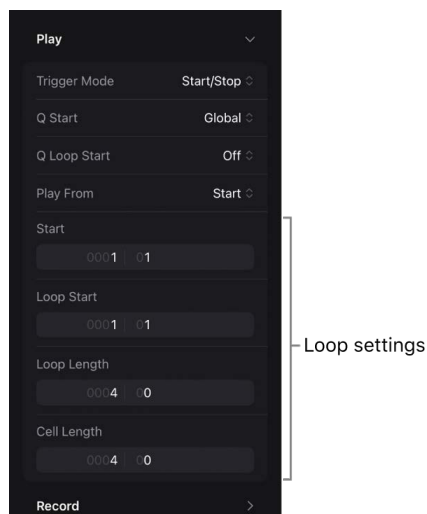 Play
Trigger Mode Start/Stop
Q Start Global
Q Loop Start Off
Play From Start
Start
0001 01
Loop Start
0001 01
Loop Length
0004 00
Cell Length
0004 00
Record
Loop settings